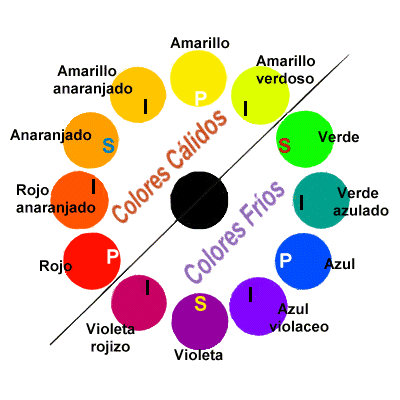 Amarillo
Amarillo
anaranjado
Amarillo
verdoso
I
P
I
Anaranjado
S
Colores Cálidos
S
Verde
Rojo
anaranjado
I
I
Verde
azulado
Colores Fríos
Rojo
P
P
Azul
I
S
I
Violeta
rojizo
Violeta
Azul
violaceo